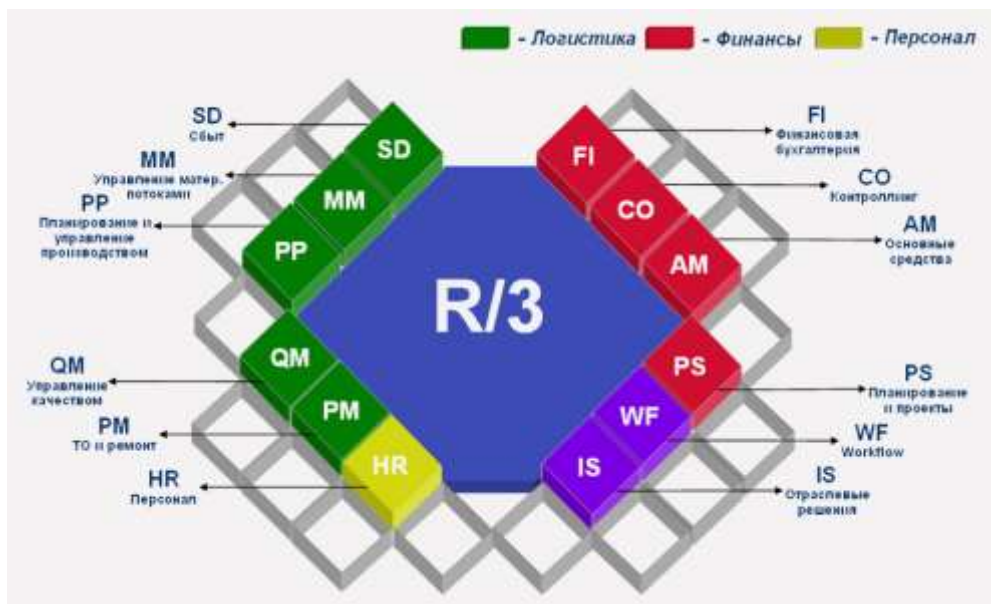 - Логистика - Финансы - Персонал
SD
Сбыт
MM
Управление матер.
потоками
PP
Планирование и
управление
производством
QM
Управление
качеством
PM
ТО и ремонт
HR
Персонал
SD
MM
PP
QM
PM
HR
R/3
FI
CO
AM
PS
WF
IS
FI
Финансовая
бухгалтерия
CO
Контроллинг
AM
Основные
средства
PS
Планирование
и проекты
WF
Workflow
IS
Отраслевые
решения